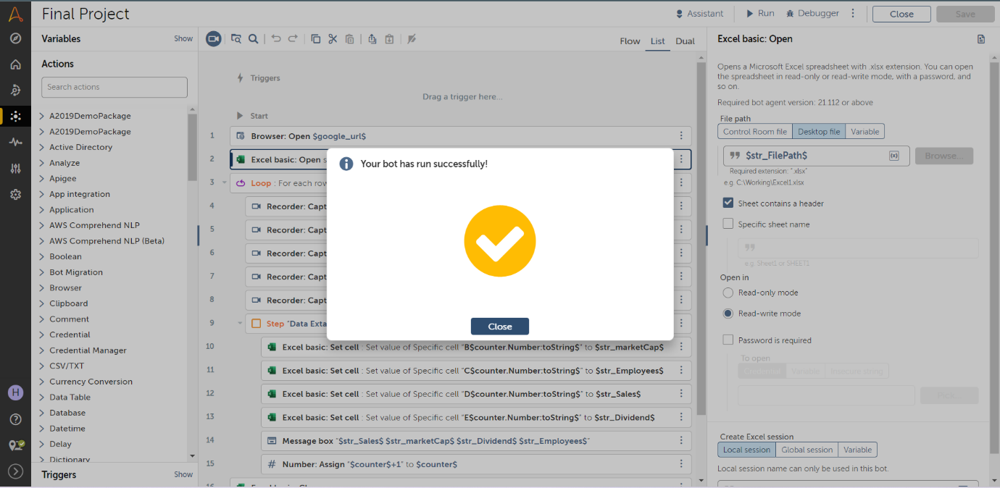 Final Project
Assistant
Run
Debugger
Close
Save
Variables
Show
Actions
Search actions
A2019DemoPackage
A2019DemoPackage
Active Directory
Analyze
Apigee
App integration
Application
AWS Comprehend NLP
AWS Comprehend NLP (Beta)
Boolean
Bot Migration
Browser
Clipboard
Comment
Credential
Credential Manager
CSV/TXT
Currency Conversion
Data Table
Database
Datetime
Delay
Dictionary
Triggers
Show
H
Flow
List
Dual
Triggers
Drag a trigger here...
Start
1 Browser: Open $google_url$
2 Excel basic: Open
3 Loop : For each row
4 Recorder: Capt
5 Recorder: Capt
6 Recorder: Capt
7 Recorder: Capt
8 Recorder: Capt
9 Step "Data Exta
10 Excel basic: Set cell : Set value of Specific cell "B$counter.Number:toString$" to $str_marketCap$
11 Excel basic: Set cell : Set value of Specific cell "C$counter.Number:toString$" to $str_Employees$
12 Excel basic: Set cell : Set value of Specific cell "D$counter.Number:toString$" to $str_Sales$
13 Excel basic: Set cell : Set value of Specific cell "E$counter.Number:toString$" to $str_Dividend$
14 Message box "$str_Sales$ $str_marketCap$ $str_Dividend$ $str_Employees$"
15 Number: Assign "$counter$+1" to $counter$
16
Your bot has run successfully!
Close
Excel basic: Open
Opens a Microsoft Excel spreadsheet with .xlsx extension. You can open
the spreadsheet in read-only or read-write mode, with a password, and
so on.
Required bot agent version: 21.112 or above
File path
Control Room file
Desktop file
Variable
$str_FilePath$
(x)
Browse...
Required extension: ".xlsx"
e.g. C:\Working\Excel1.xlsx
Sheet contains a header
Specific sheet name
e.g. Sheet1 or SHEET1
Open in
Read-only mode
Read-write mode
Password is required
To open
Credential
Variable
Insecure string
Pick...
Create Excel session
Local session
Global session
Variable
Local session name can only be used in this bot.